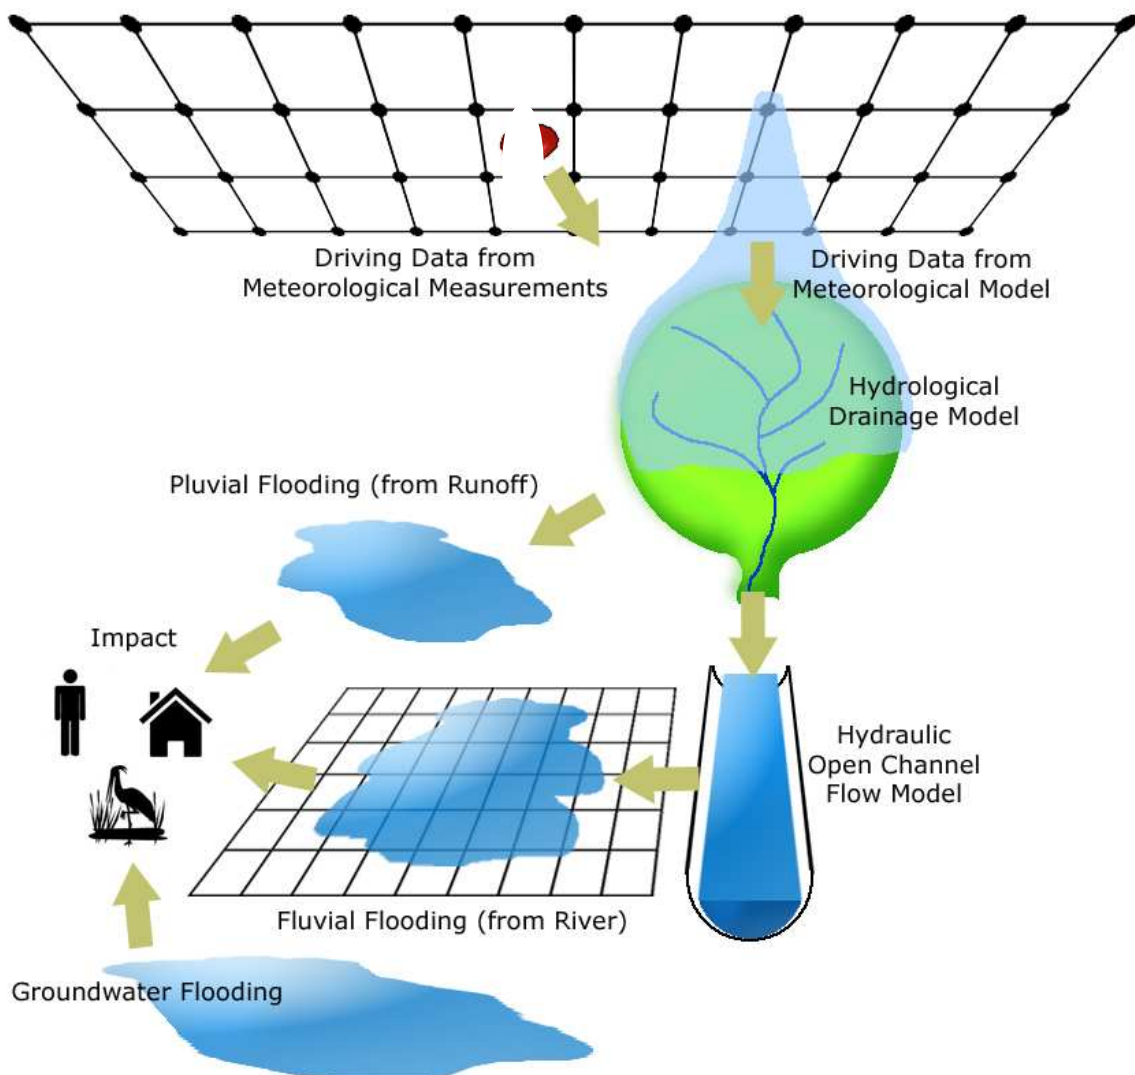 Driving Data from
Meteorological Measurements
Driving Data from
Meteorological Model
Hydrological
Drainage Model
Pluvial Flooding (from Runoff)
Impact
Hydraulic
Open Channel
Flow Model
Fluvial Flooding (from River)
Groundwater Flooding